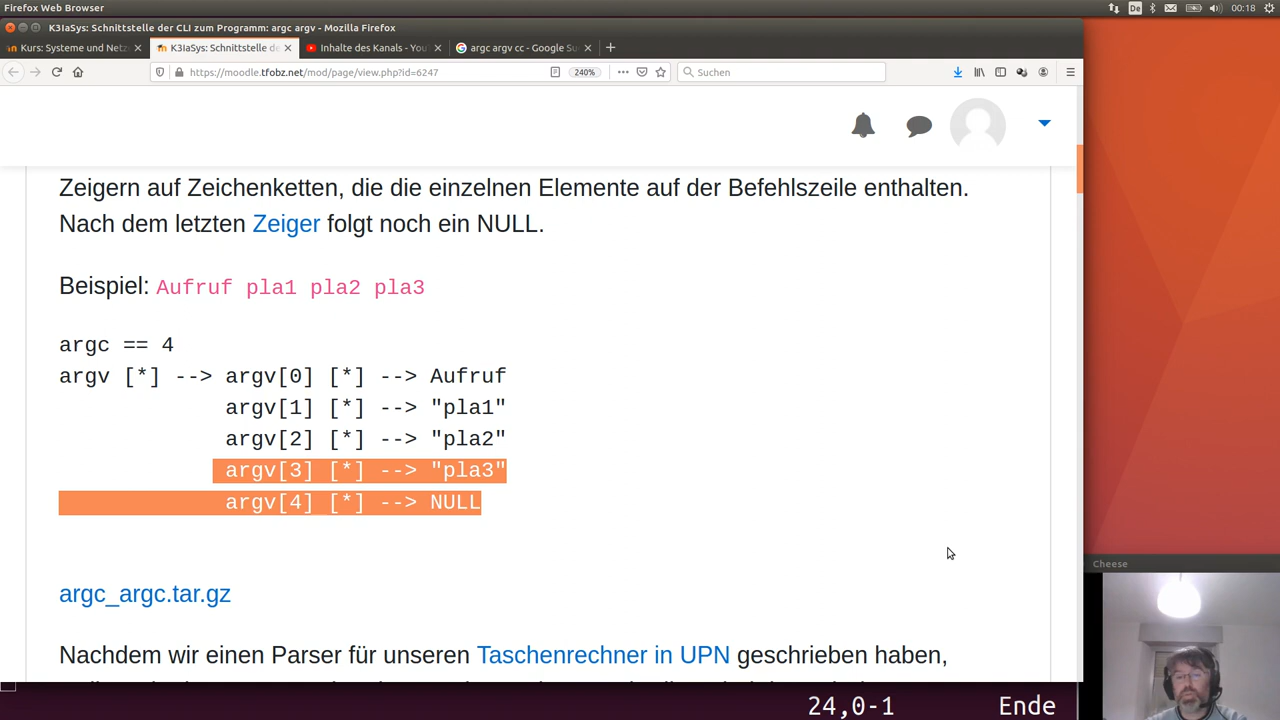 Firefox Web Browser
De
00:18
K3IaSys: Schnittstelle der CLI zum Programm: argc argv - Mozilla Firefox
Kurs: Systeme und Netz
K3IaSys: Schnittstelle de
Inhalte des Kanals - You
argc argv cc - Google Su
https://moodle.tfobz.net/mod/page/view.php?id=6247
240%
Suchen
Zeigern auf Zeichenketten, die die einzelnen Elemente auf der Befehlszeile enthalten.
Nach dem letzten Zeiger folgt noch ein NULL.
Beispiel: Aufruf pla1 pla2 pla3
argc == 4
argv [*] --> argv[0] [*] --> Aufruf
argv[1] [*] --> "pla1"
argv[2] [*] --> "pla2"
argv[3] [*] --> "pla3"
argv[4] [*] --> NULL
argc_argc.tar.gz
Nachdem wir einen Parser für unseren Taschenrechner in UPN geschrieben haben,
24,0-1 Ende
Cheese